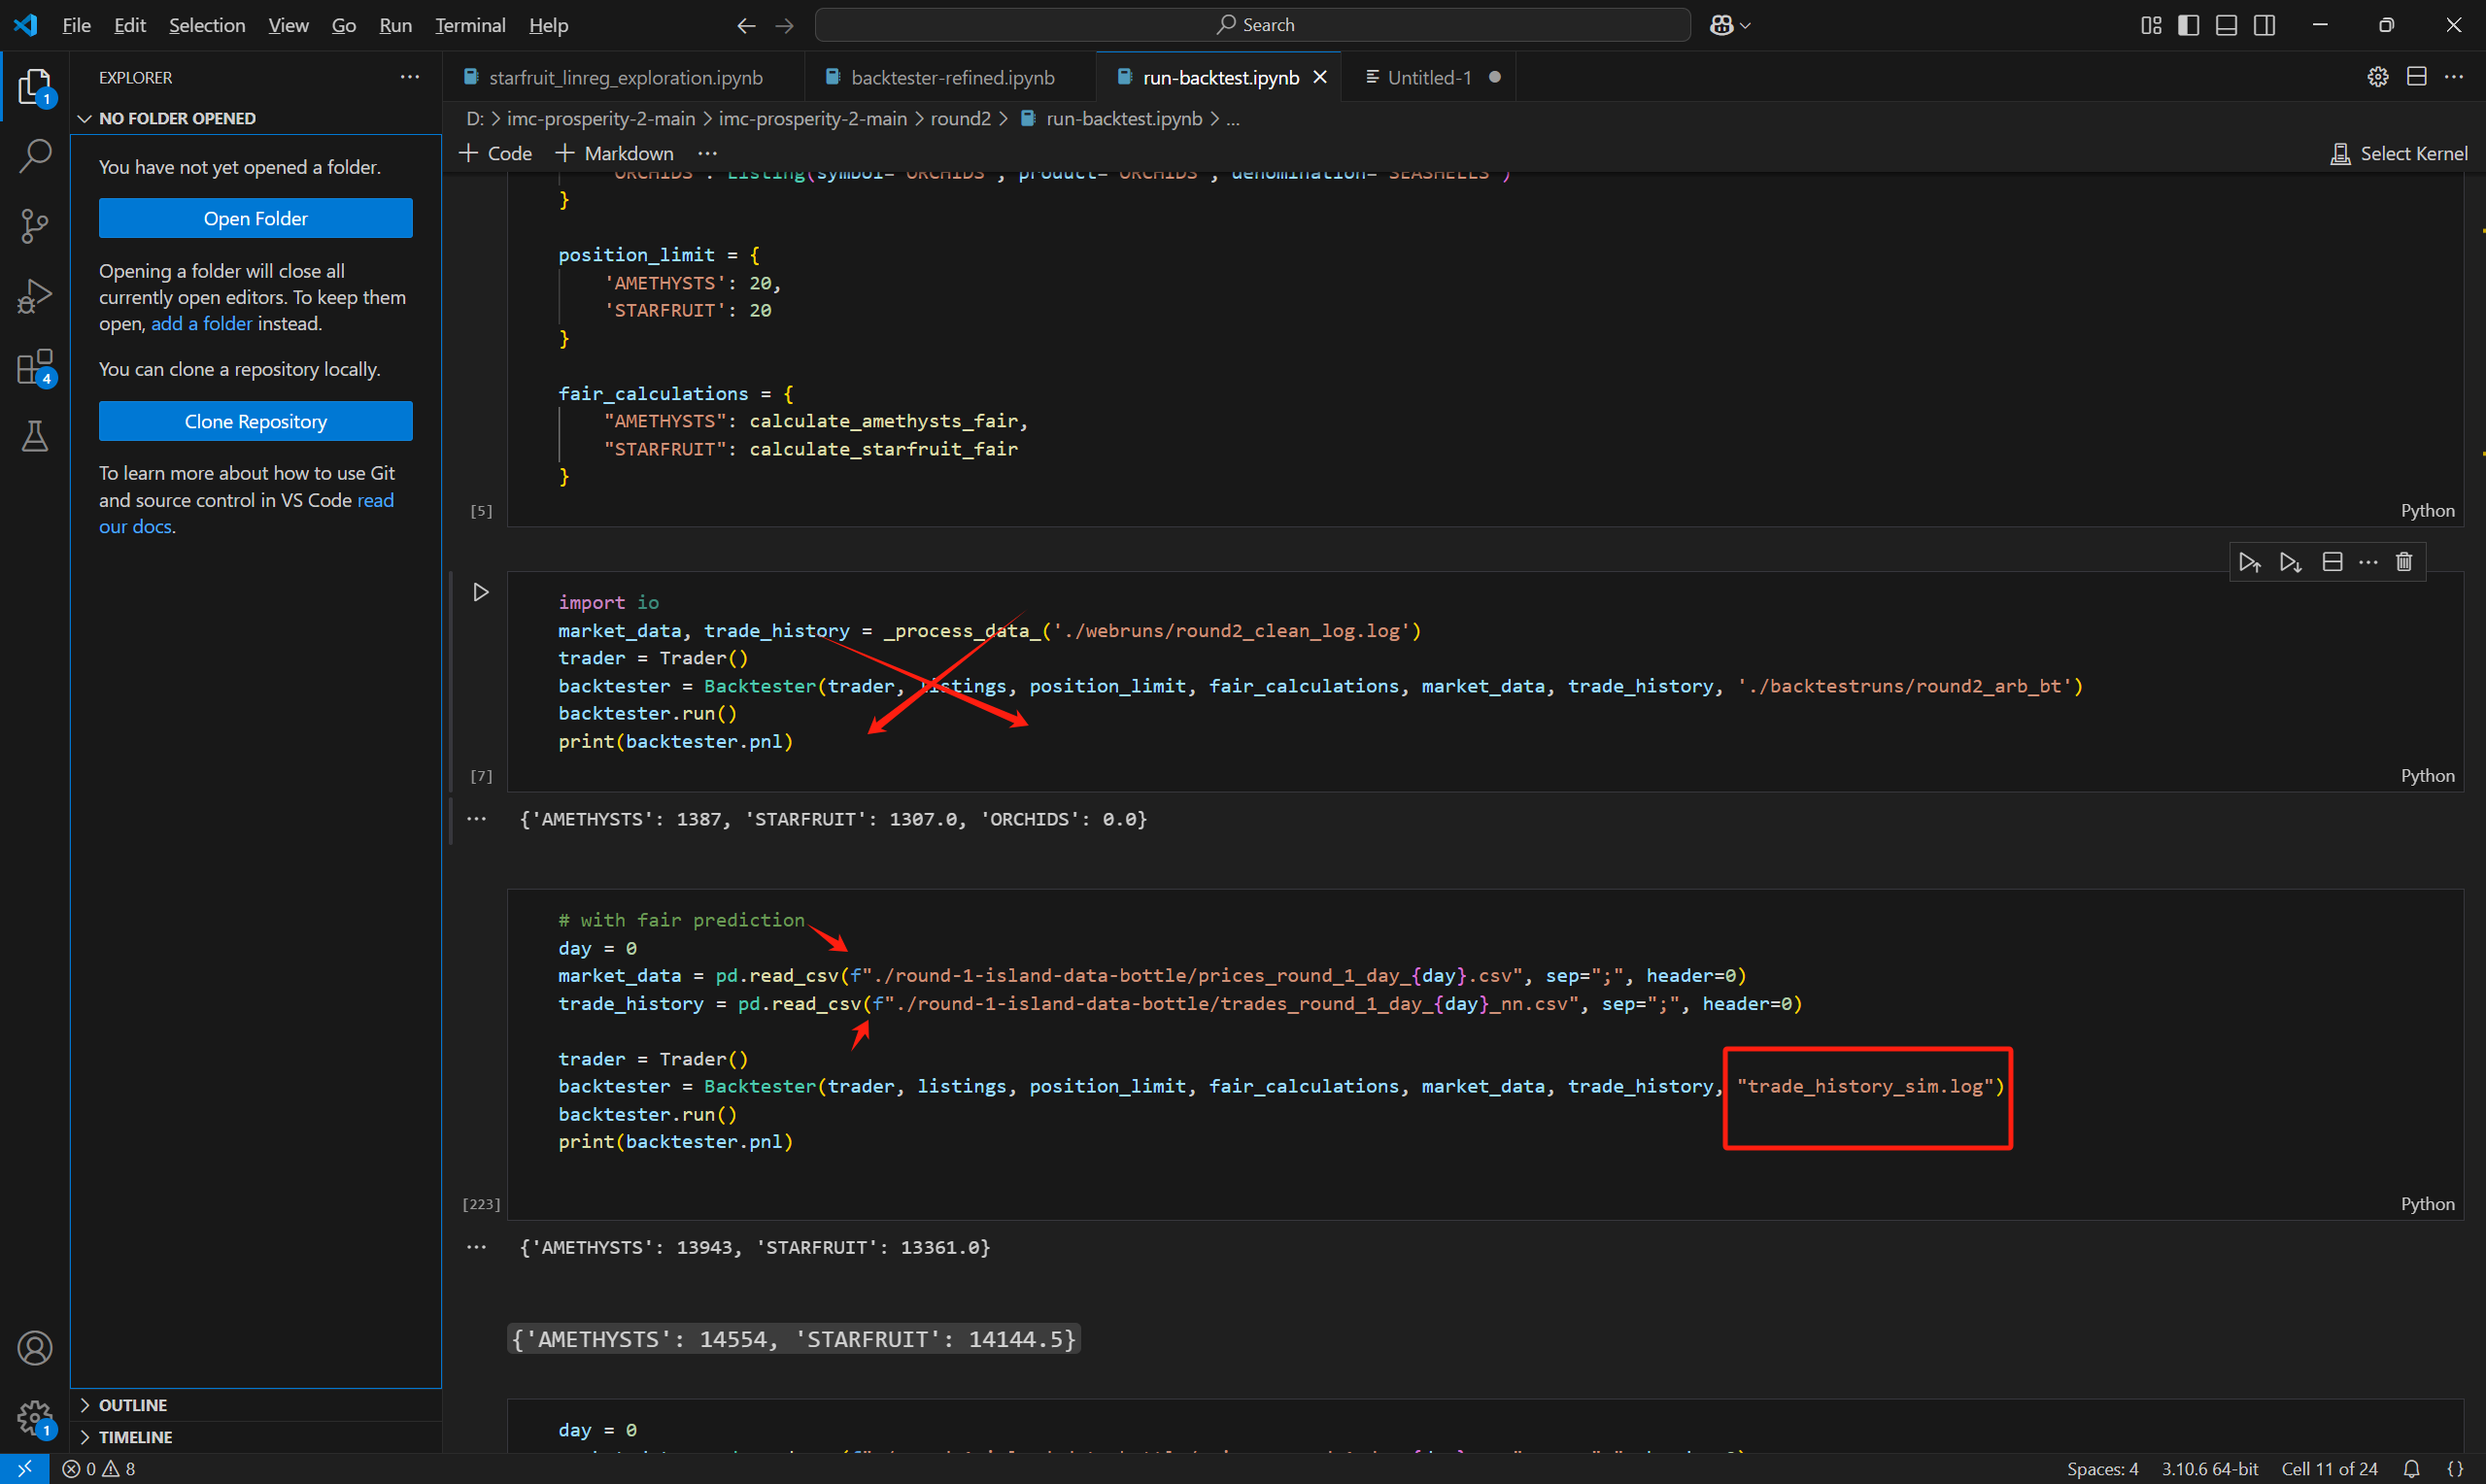 File Edit Selection View Go Run Terminal Help
Search
EXPLORER
NO FOLDER OPENED
You have not yet opened a folder.
Open Folder
Opening a folder will close all
currently open editors. To keep them
open, add a folder instead.
You can clone a repository locally.
Clone Repository
To learn more about how to use Git
and source control in VS Code read
our docs.
OUTLINE
TIMELINE
1
4
1
starfruit_linreg_exploration.ipynb backtester-refined.ipynb run-backtest.ipynb Untitled-1
D: > imc-prosperity-2-main > imc-prosperity-2-main > round2 > run-backtest.ipynb > ...
+ Code + Markdown ...
Select Kernel
"ORCHIDS": Listing(symbol="ORCHIDS", product="ORCHIDS", denomination="SEASHELLS")
}
position_limit = {
'AMETHYSTS': 20,
'STARFRUIT': 20
}
fair_calculations = {
"AMETHYSTS": calculate_amethysts_fair,
"STARFRUIT": calculate_starfruit_fair
}
[5]
Python
import io
market_data, trade_history = _process_data_('./webruns/round2_clean_log.log')
trader = Trader()
backtester = Backtester(trader, listings, position_limit, fair_calculations, market_data, trade_history, './backtestruns/round2_arb_bt')
backtester.run()
print(backtester.pnl)
[7]
Python
{'AMETHYSTS': 1387, 'STARFRUIT': 1307.0, 'ORCHIDS': 0.0}
# with fair prediction
day = 0
market_data = pd.read_csv(f"./round-1-island-data-bottle/prices_round_1_day_{day}.csv", sep=";", header=0)
trade_history = pd.read_csv(f"./round-1-island-data-bottle/trades_round_1_day_{day}_nn.csv", sep=";", header=0)
trader = Trader()
backtester = Backtester(trader, listings, position_limit, fair_calculations, market_data, trade_history, "trade_history_sim.log")
backtester.run()
print(backtester.pnl)
[223]
Python
{'AMETHYSTS': 13943, 'STARFRUIT': 13361.0}
{'AMETHYSTS': 14554, 'STARFRUIT': 14144.5}
day = 0
0 8
Spaces: 4 3.10.6 64-bit Cell 11 of 24 {}